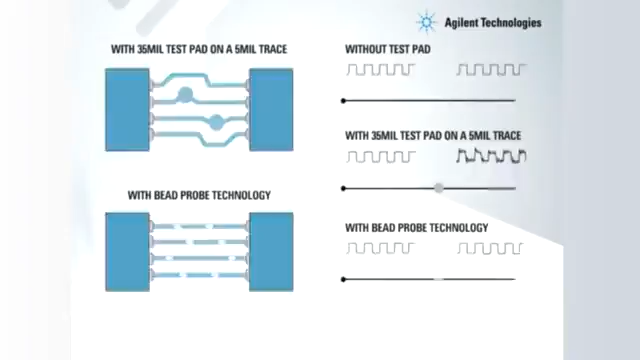 Agilent Technologies
WITH 35MIL TEST PAD ON A 5MIL TRACE
WITH BEAD PROBE TECHNOLOGY
WITHOUT TEST PAD
WITH 35MIL TEST PAD ON A 5MIL TRACE
WITH BEAD PROBE TECHNOLOGY